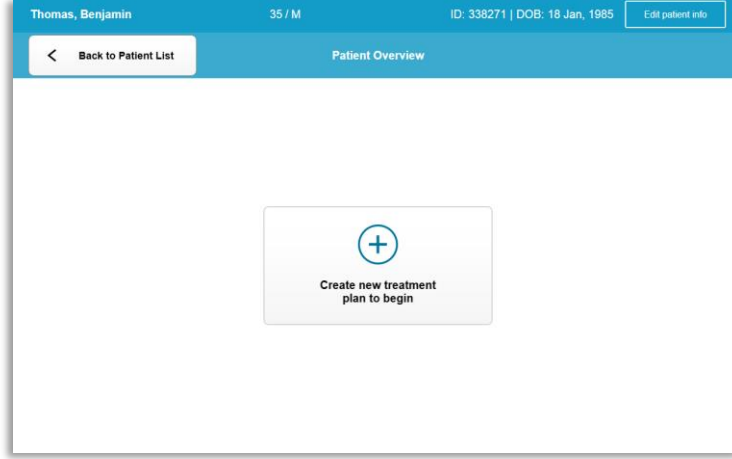 Thomas, Benjamin 35 / M ID: 338271 | DOB: 18 Jan, 1985 Edit patient info
Back to Patient List Patient Overview
Create new treatment
plan to begin